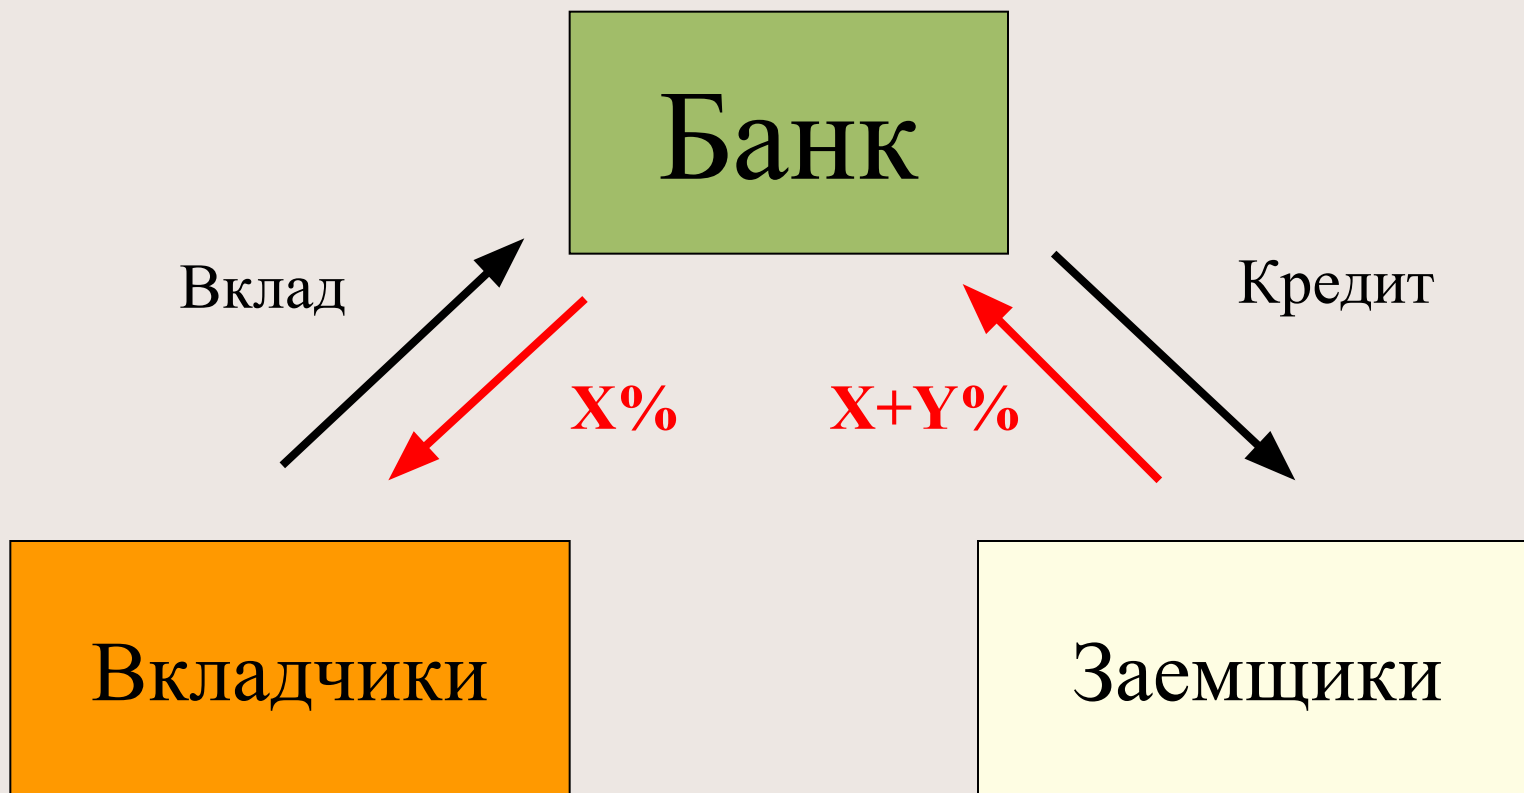 Банк
Вклад
Кредит
X%
X+Y%
Вкладчики
Заемщики